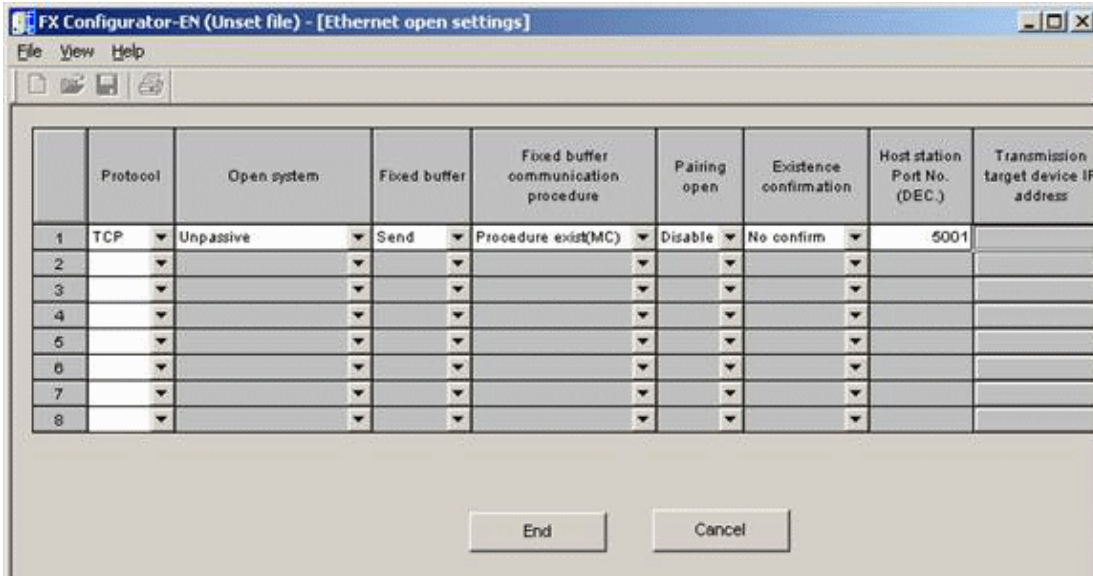 FX Configurator-EN (Unset file) - [Ethernet open settings]
File View Help
Protocol Open system Fixed buffer Fixed buffer communication procedure Pairing open Existence confirmation Host station Port No. (DEC.) Transmission target device IP address
1 TCP Unpassive Send Procedure exist(MC) Disable No confirm 5001
2
3
4
5
6
7
8
End Cancel